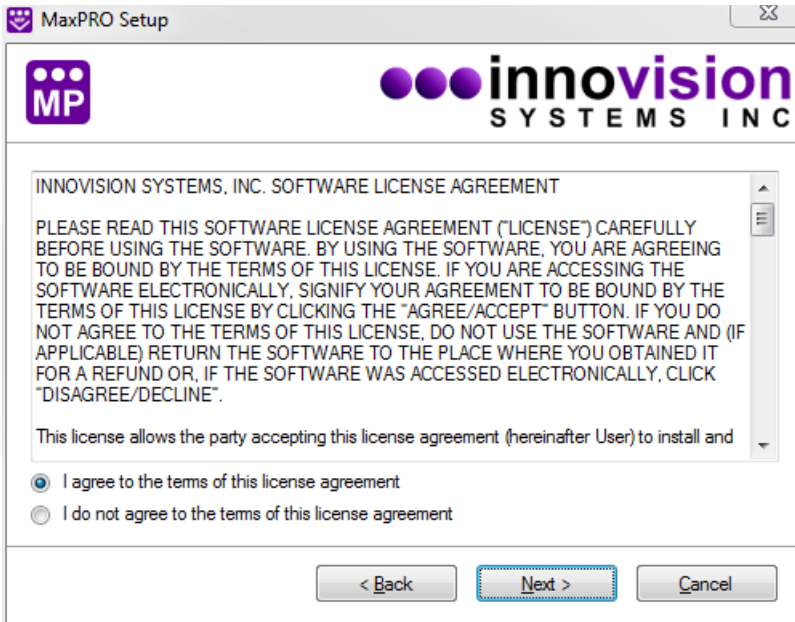 MaxPRO Setup
MP
innovision
SYSTEMS INC
INNOVISION SYSTEMS, INC. SOFTWARE LICENSE AGREEMENT
PLEASE READ THIS SOFTWARE LICENSE AGREEMENT ("LICENSE") CAREFULLY
BEFORE USING THE SOFTWARE. BY USING THE SOFTWARE, YOU ARE AGREEING
TO BE BOUND BY THE TERMS OF THIS LICENSE. IF YOU ARE ACCESSING THE
SOFTWARE ELECTRONICALLY, SIGNIFY YOUR AGREEMENT TO BE BOUND BY THE
TERMS OF THIS LICENSE BY CLICKING THE "AGREE/ACCEPT" BUTTON. IF YOU DO
NOT AGREE TO THE TERMS OF THIS LICENSE, DO NOT USE THE SOFTWARE AND (IF
APPLICABLE) RETURN THE SOFTWARE TO THE PLACE WHERE YOU OBTAINED IT
FOR A REFUND OR, IF THE SOFTWARE WAS ACCESSED ELECTRONICALLY, CLICK
"DISAGREE/DECLINE".
This license allows the party accepting this license agreement (hereinafter User) to install and
I agree to the terms of this license agreement
I do not agree to the terms of this license agreement
< Back
Next >
Cancel